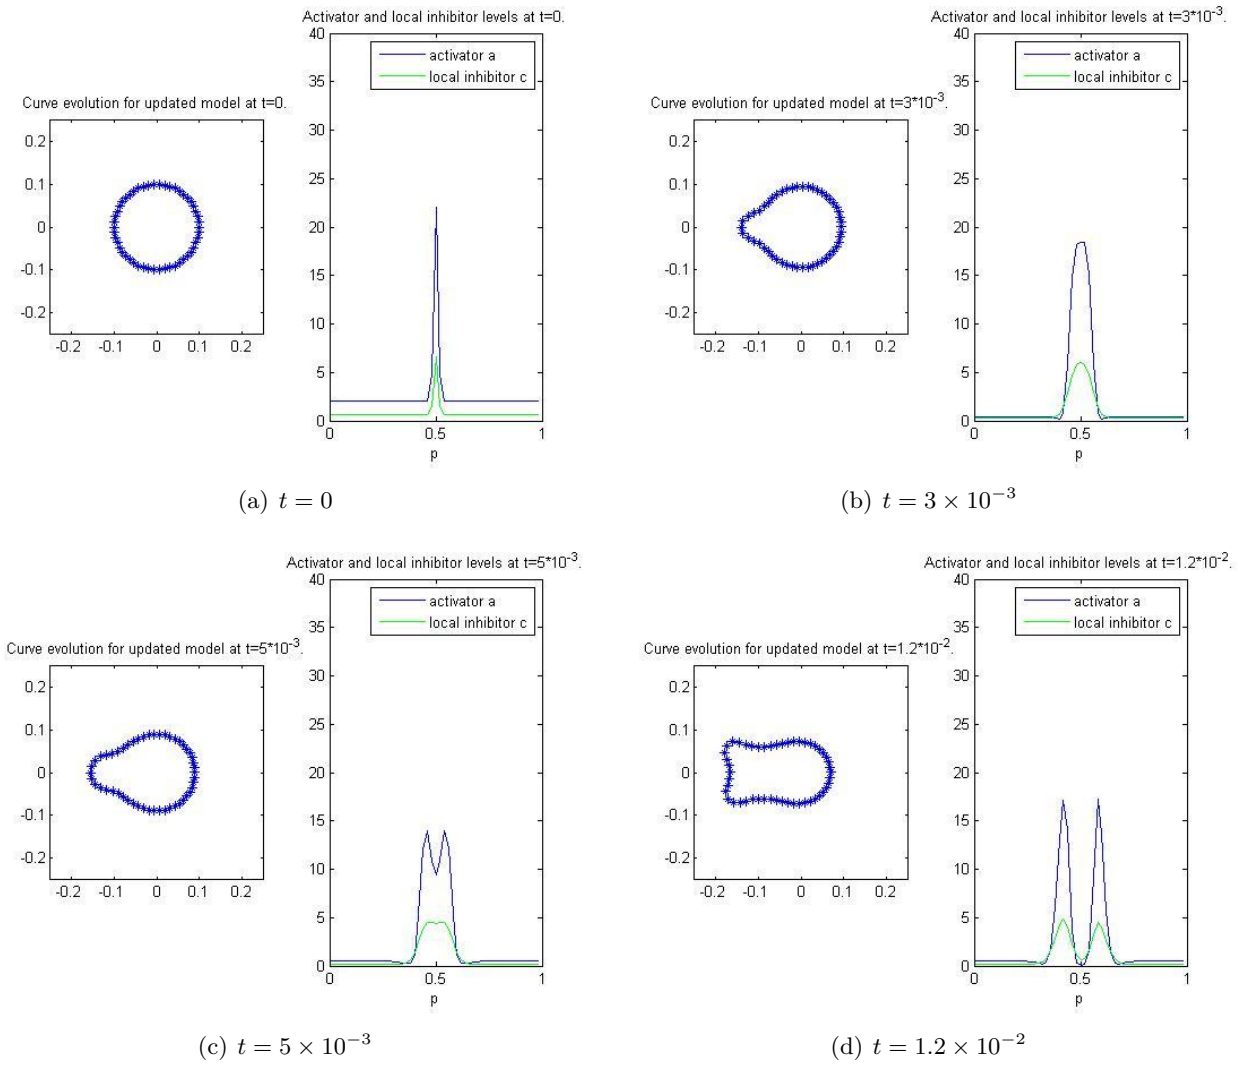 Activator and local inhibitor levels at t=0.
40
35
30
25
20
15
10
5
0
0
0.5
1
p
activator a
local inhibitor c
Curve evolution for updated model at t=0.
0.2
0.1
0
-0.1
-0.2
-0.2 -0.1 0 0.1 0.2
(a) t = 0
Activator and local inhibitor levels at t=3*10^-3.
40
35
30
25
20
15
10
5
0
0
0.5
1
p
activator a
local inhibitor c
Curve evolution for updated model at t=3*10^-3.
0.2
0.1
0
-0.1
-0.2
-0.2 -0.1 0 0.1 0.2
(b) t = 3 × 10^−3
Activator and local inhibitor levels at t=5*10^-3.
40
35
30
25
20
15
10
5
0
0
0.5
1
p
activator a
local inhibitor c
Curve evolution for updated model at t=5*10^-3.
0.2
0.1
0
-0.1
-0.2
-0.2 -0.1 0 0.1 0.2
(c) t = 5 × 10^−3
Activator and local inhibitor levels at t=1.2*10^-2.
40
35
30
25
20
15
10
5
0
0
0.5
1
p
activator a
local inhibitor c
Curve evolution for updated model at t=1.2*10^-2.
0.2
0.1
0
-0.1
-0.2
-0.2 -0.1 0 0.1 0.2
(d) t = 1.2 × 10^−2